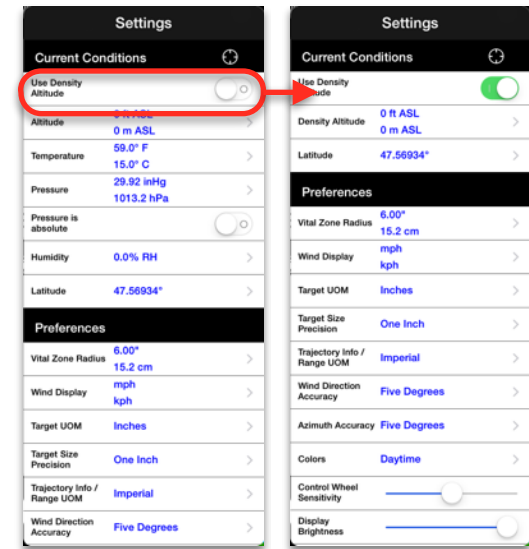 Settings
Current Conditions
Use Density
Altitude
Altitude
0 m ASL
Temperature
59.0° F
15.0° C
Pressure
29.92 inHg
1013.2 hPa
Pressure is
absolute
Humidity
0.0% RH
Latitude
47.56934°
Preferences
Vital Zone Radius
6.00"
15.2 cm
Wind Display
mph
kph
Target UOM
Inches
Target Size
Precision
One Inch
Trajectory Info /
Range UOM
Imperial
Wind Direction
Accuracy
Five Degrees
Settings
Current Conditions
Use Density
Density Altitude
0 ft ASL
0 m ASL
Latitude
47.56934°
Preferences
Vital Zone Radius
6.00"
15.2 cm
Wind Display
mph
kph
Target UOM
Inches
Target Size
Precision
One Inch
Trajectory Info /
Range UOM
Imperial
Wind Direction
Accuracy
Five Degrees
Azimuth Accuracy
Five Degrees
Colors
Daytime
Control Wheel
Sensitivity
Display
Brightness